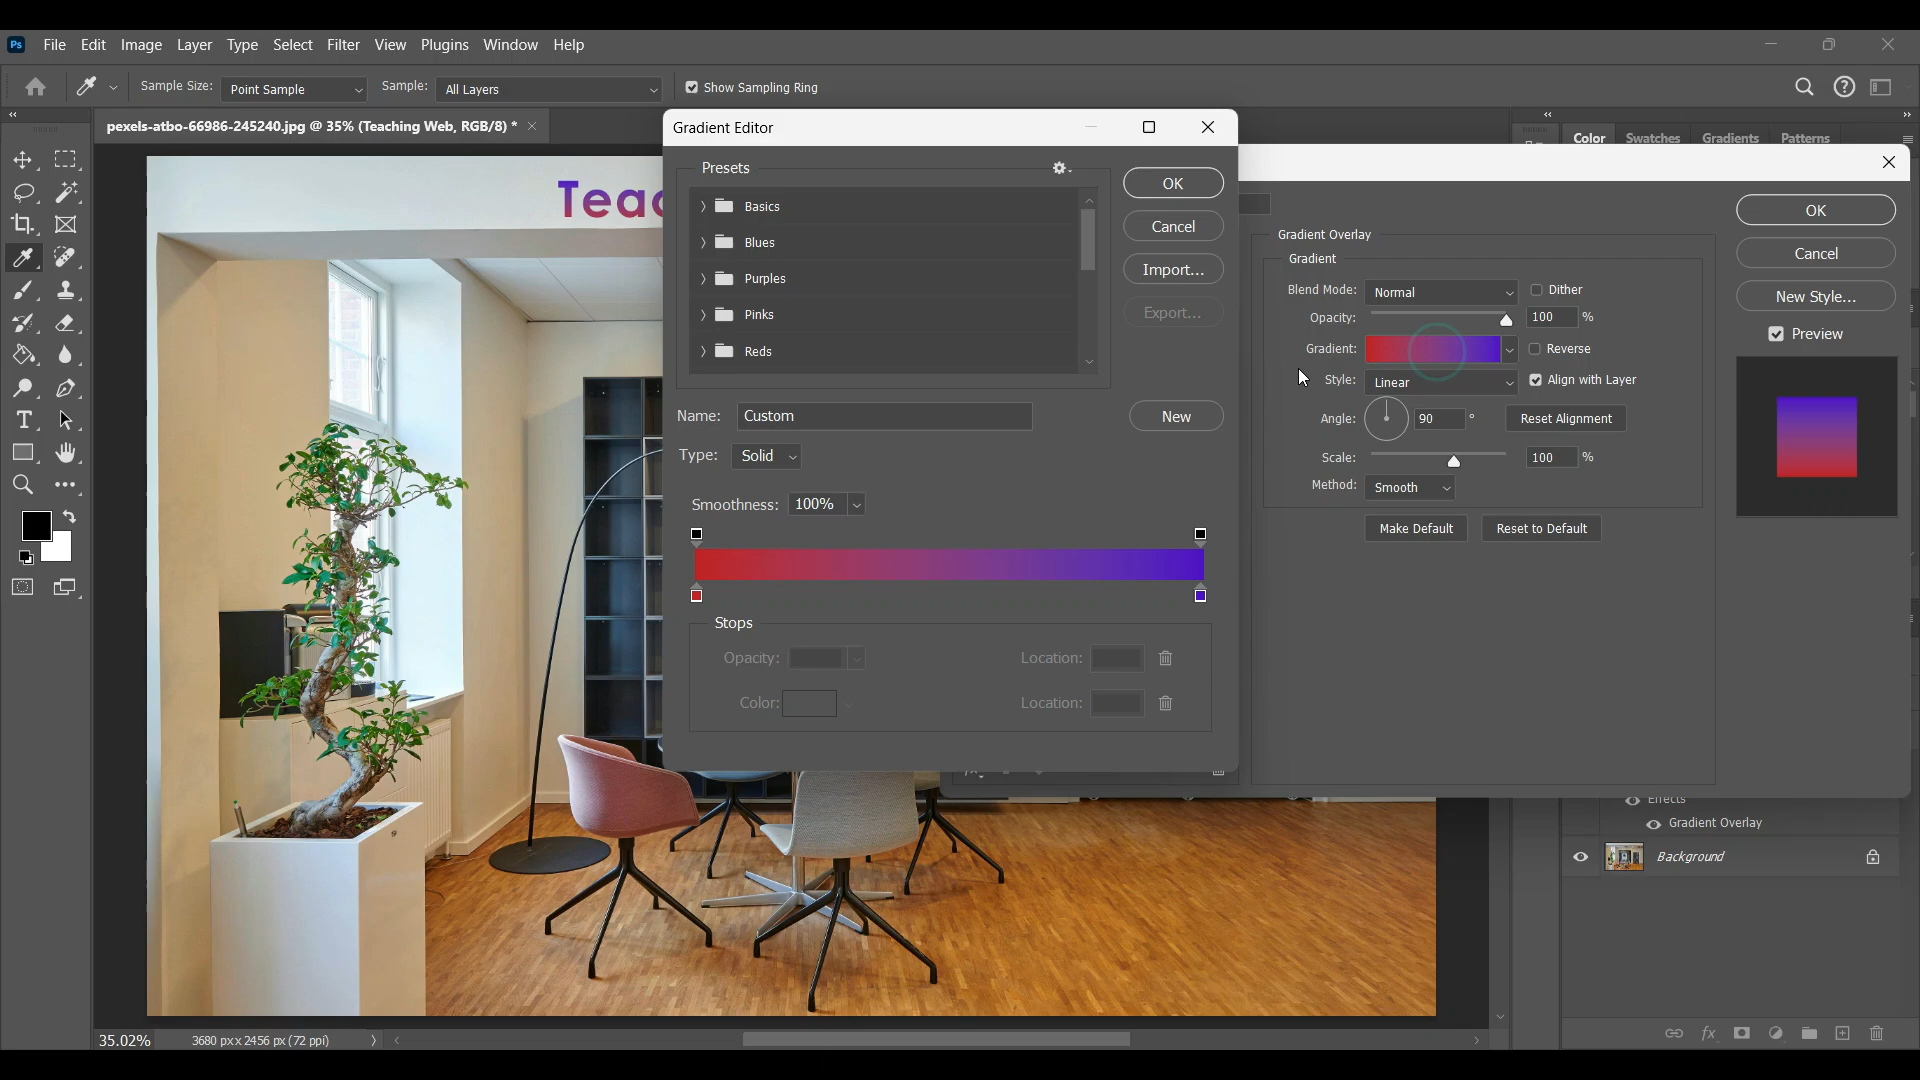 Ps File Edit Image Layer Type Select Filter View Plugins Window Help
Sample Size: Point Sample Sample: All Layers Show Sampling Ring
pexels-atbo-66986-245240.jpg @ 35% (Teaching Web, RGB/8) *
Color Swatches Gradients Patterns
Teac
Gradient Editor
Presets
Basics
Blues
Purples
Pinks
Reds
OK
Cancel
Import...
Export...
Name: Custom
New
Type: Solid
Smoothness: 100%
Stops
Opacity:
Location:
Color:
Location:
Gradient Overlay
Gradient
Blend Mode: Normal Dither
Opacity: 100 %
Gradient: Reverse
Style: Linear Align with Layer
Angle: 90 ° Reset Alignment
Scale: 100 %
Method: Smooth
Make Default Reset to Default
OK
Cancel
New Style...
Preview
Effects
Gradient Overlay
Background
fx
35.02% 3680 px x 2456 px (72 ppi)